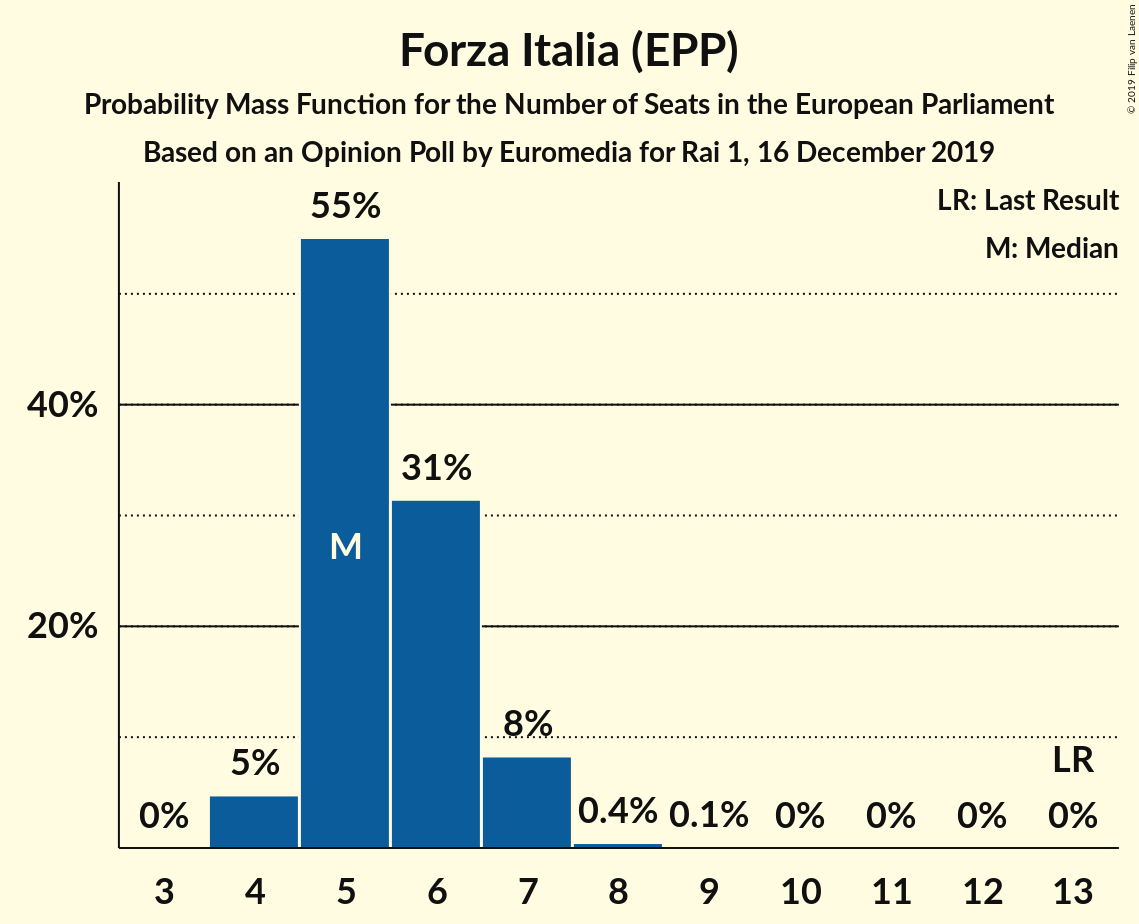 Forza Italia (EPP)
Probability Mass Function for the Number of Seats in the European Parliament
Based on an Opinion Poll by Euromedia for Rai 1, 16 December 2019
© 2019 Filip van Laenen
LR: Last Result
M: Median
55%
40%
31%
M
20%
8%
5%
LR
0%
0.4%
0.1%
0%
0%
0%
0%
3 4 5 6 7 8 9 10 11 12 13